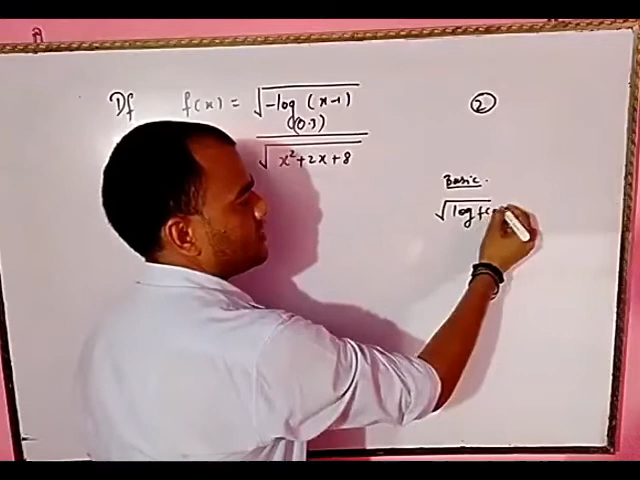 Df f(x) = √-log(0.3) (x-1)
√x²+2x+8
2
Basic.
√log f(